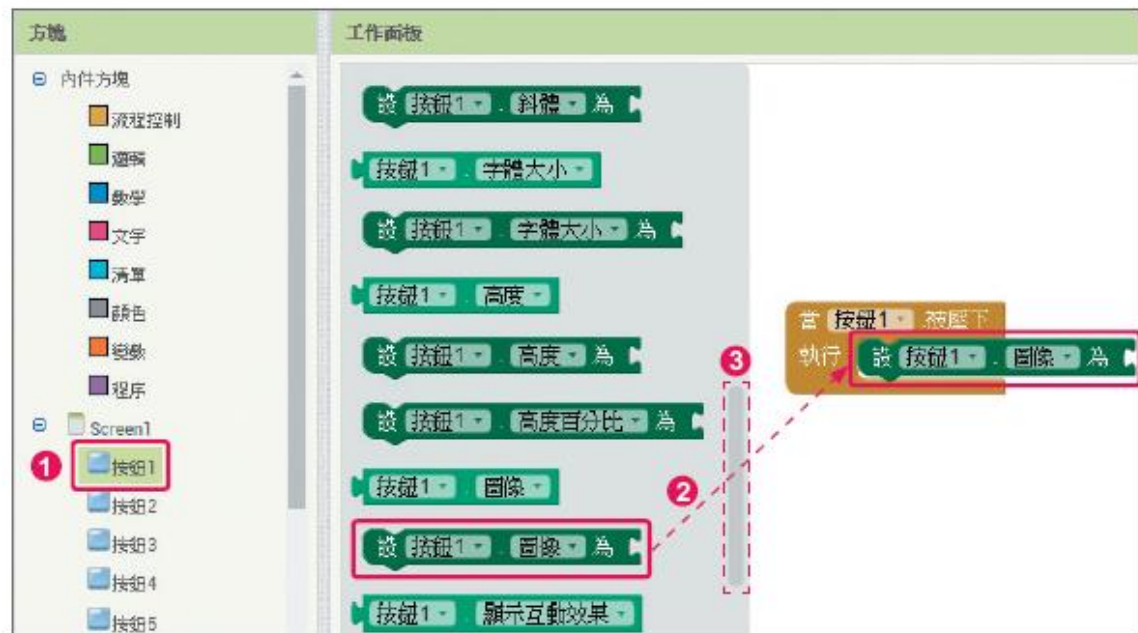 方塊
內件方塊
流程控制
邏輯
數學
文字
清單
顏色
變數
程序
Screen1
1
按鈕1
按鈕2
按鈕3
按鈕4
按鈕5
工作面板
設 按鈕1 . 斜體 為
按鈕1 . 字體大小
設 按鈕1 . 字體大小 為
按鈕1 . 高度
設 按鈕1 . 高度 為
設 按鈕1 . 高度百分比 為
按鈕1 . 圖像
設 按鈕1 . 圖像 為
按鈕1 . 顯示互動效果
2
3
當 按鈕1 .被壓下
執行 設 按鈕1 . 圖像 為